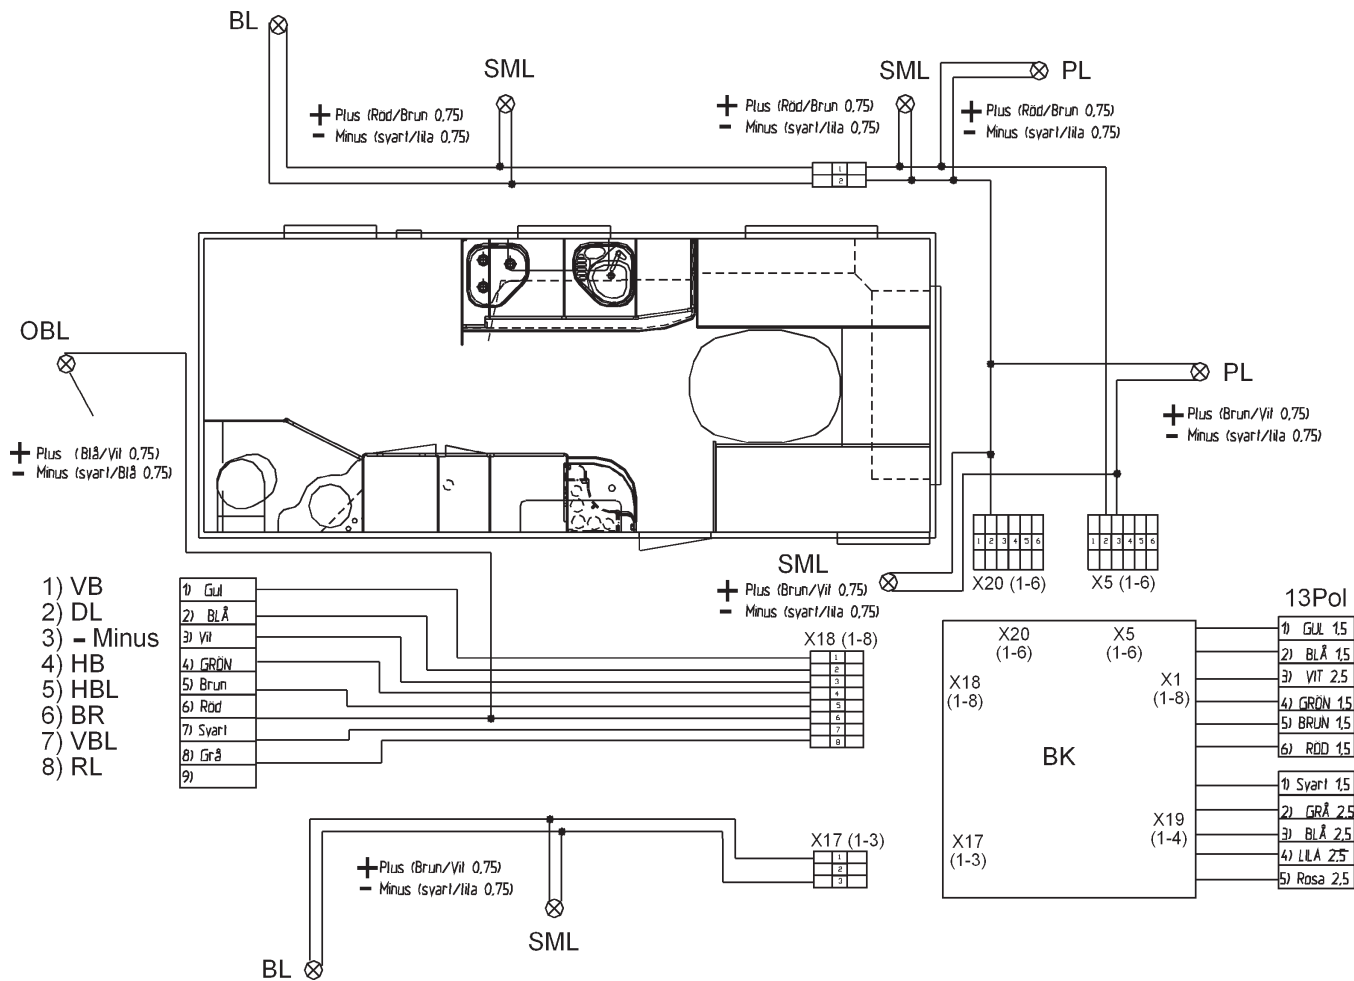 BL
SML
SML
PL
Plus (Röd/Brun 0,75)
Minus (svart/lila 0,75)
+ Plus (Röd/Brun 0,75)
- Minus (svart/lila 0,75)
+ Plus (Röd/Brun 0,75)
- Minus (svart/lila 0,75)
1
2
OBL
PL
+ Plus (Brun/Vit 0,75)
- Minus (svart/lila 0,75)
+ Plus (Blå/Vit 0,75)
- Minus (svart/Blå 0,75)
1 2 3 4 5 6
1 2 3 4 5 6
X20 (1-6)
X5 (1-6)
SML
+ Plus (Brun/Vit 0,75)
- Minus (svart/lila 0,75)
1) VB
2) DL
3) - Minus
4) HB
5) HBL
6) BR
7) VBL
8) RL
1) Gul
2) BLÅ
3) Vit
4) GRÖN
5) Brun
6) Röd
7) Svart
8) Grå
9)
X18 (1-8)
1
2
3
4
5
6
7
8
13Pol
1) GUL 1,5
2) BLÅ 1,5
3) VIT 2.5
4) GRÖN 1,5
5) BRUN 1,5
6) RÖD 1,5
1) Svart 1,5
2) GRÅ 2.5
3) BLÅ 2,5
4) LILA 2.5
5) Rosa 2,5
X20
(1-6)
X5
(1-6)
X18
(1-8)
X1
(1-8)
BK
X17
(1-3)
X19
(1-4)
X17 (1-3)
1
2
3
+ Plus (Brun/Vit 0,75)
- Minus (svart/lila 0,75)
SML
BL